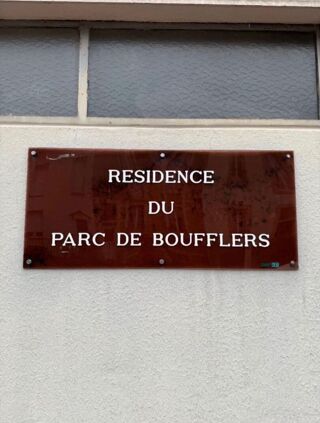 RESIDENCE
DU
PARC DE BOUFFLERS